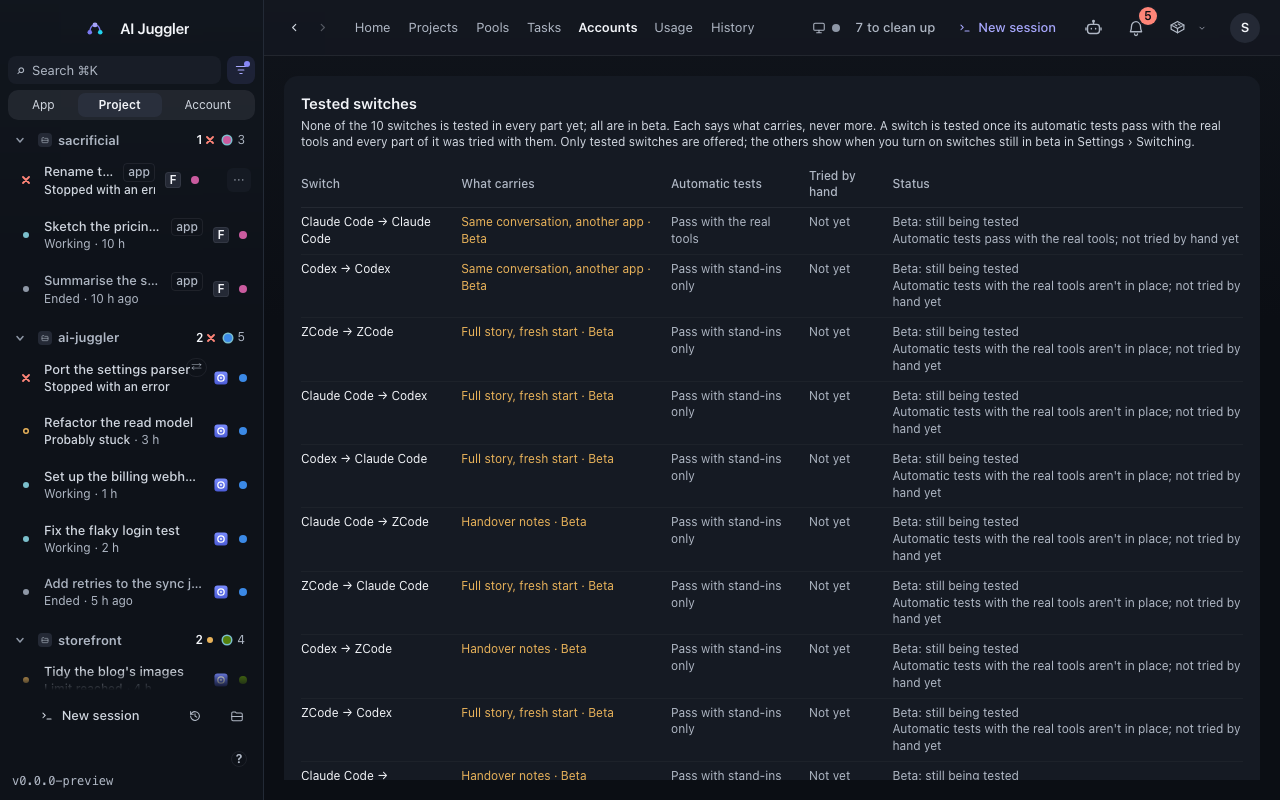 AI Juggler
Search ⌘K
App Project Account
sacrificial 1 3
Rename t... app F
Stopped with an err
Sketch the pricin... app F
Working · 10 h
Summarise the s... app F
Ended · 10 h ago
ai-juggler 2 5
Port the settings parser
Stopped with an error
Refactor the read model
Probably stuck · 3 h
Set up the billing webh...
Working · 1 h
Fix the flaky login test
Working · 2 h
Add retries to the sync j...
Ended · 5 h ago
storefront 2 4
Tidy the blog's images
Limit reached · 4 h
New session
?
v0.0.0-preview
Home Projects Pools Tasks Accounts Usage History 7 to clean up New session 5 S
Tested switches
None of the 10 switches is tested in every part yet; all are in beta. Each says what carries, never more. A switch is tested once its automatic tests pass with the real
tools and every part of it was tried with them. Only tested switches are offered; the others show when you turn on switches still in beta in Settings › Switching.
Switch What carries Automatic tests Tried by
hand Status
Claude Code → Claude
Code
Same conversation, another app ·
Beta
Pass with the real
tools
Not yet
Beta: still being tested
Automatic tests pass with the real tools; not tried by hand yet
Codex → Codex
Same conversation, another app ·
Beta
Pass with stand-ins
only
Not yet
Beta: still being tested
Automatic tests with the real tools aren't in place; not tried by
hand yet
ZCode → ZCode
Full story, fresh start · Beta
Pass with stand-ins
only
Not yet
Beta: still being tested
Automatic tests with the real tools aren't in place; not tried by
hand yet
Claude Code → Codex
Full story, fresh start · Beta
Pass with stand-ins
only
Not yet
Beta: still being tested
Automatic tests with the real tools aren't in place; not tried by
hand yet
Codex → Claude Code
Full story, fresh start · Beta
Pass with stand-ins
only
Not yet
Beta: still being tested
Automatic tests with the real tools aren't in place; not tried by
hand yet
Claude Code → ZCode
Handover notes · Beta
Pass with stand-ins
only
Not yet
Beta: still being tested
Automatic tests with the real tools aren't in place; not tried by
hand yet
ZCode → Claude Code
Full story, fresh start · Beta
Pass with stand-ins
only
Not yet
Beta: still being tested
Automatic tests with the real tools aren't in place; not tried by
hand yet
Codex → ZCode
Handover notes · Beta
Pass with stand-ins
only
Not yet
Beta: still being tested
Automatic tests with the real tools aren't in place; not tried by
hand yet
ZCode → Codex
Full story, fresh start · Beta
Pass with stand-ins
only
Not yet
Beta: still being tested
Automatic tests with the real tools aren't in place; not tried by
hand yet
Claude Code →
Handover notes · Beta
Pass with stand-ins
Not yet
Beta: still being tested